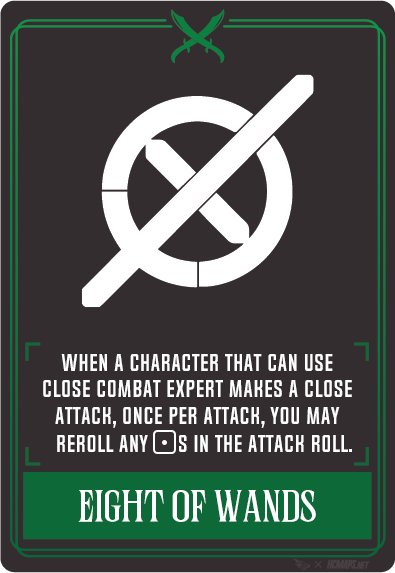 WHEN A CHARACTER THAT CAN USE
CLOSE COMBAT EXPERT MAKES A CLOSE
ATTACK, ONCE PER ATTACK, YOU MAY
REROLL ANY ⚀S IN THE ATTACK ROLL.
EIGHT OF WANDS
HCMAPS.NET